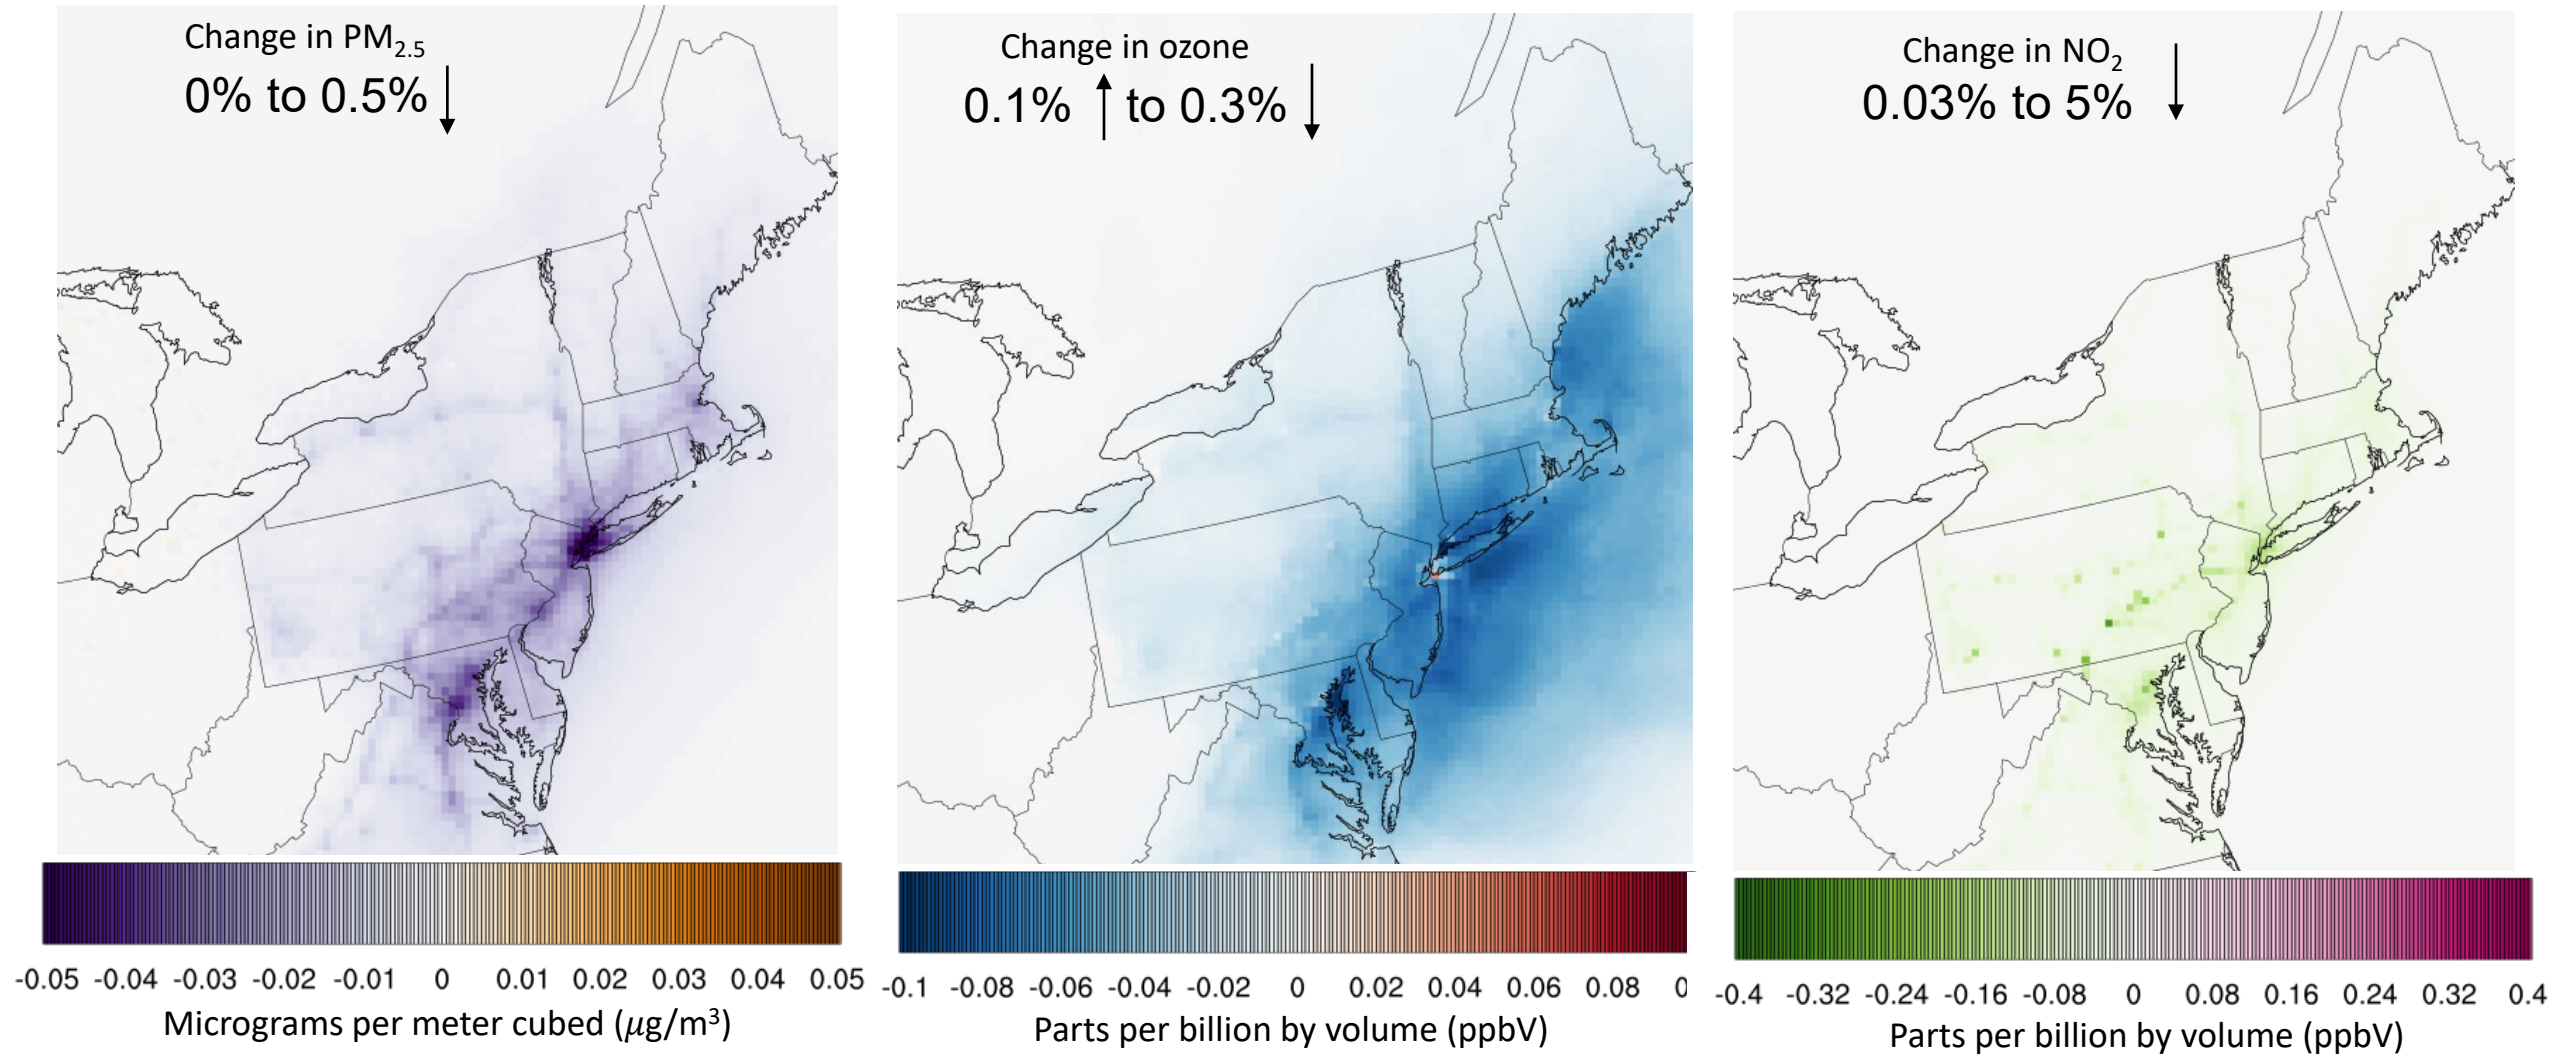 Change in PM2.5
0% to 0.5% ↓
-0.05 -0.04 -0.03 -0.02 -0.01 0 0.01 0.02 0.03 0.04 0.05
Micrograms per meter cubed (μg/m³)
Change in ozone
0.1% ↑ to 0.3% ↓
-0.1 -0.08 -0.06 -0.04 -0.02 0 0.02 0.04 0.06 0.08 0
Parts per billion by volume (ppbV)
Change in NO2
0.03% to 5% ↓
-0.4 -0.32 -0.24 -0.16 -0.08 0 0.08 0.16 0.24 0.32 0.4
Parts per billion by volume (ppbV)